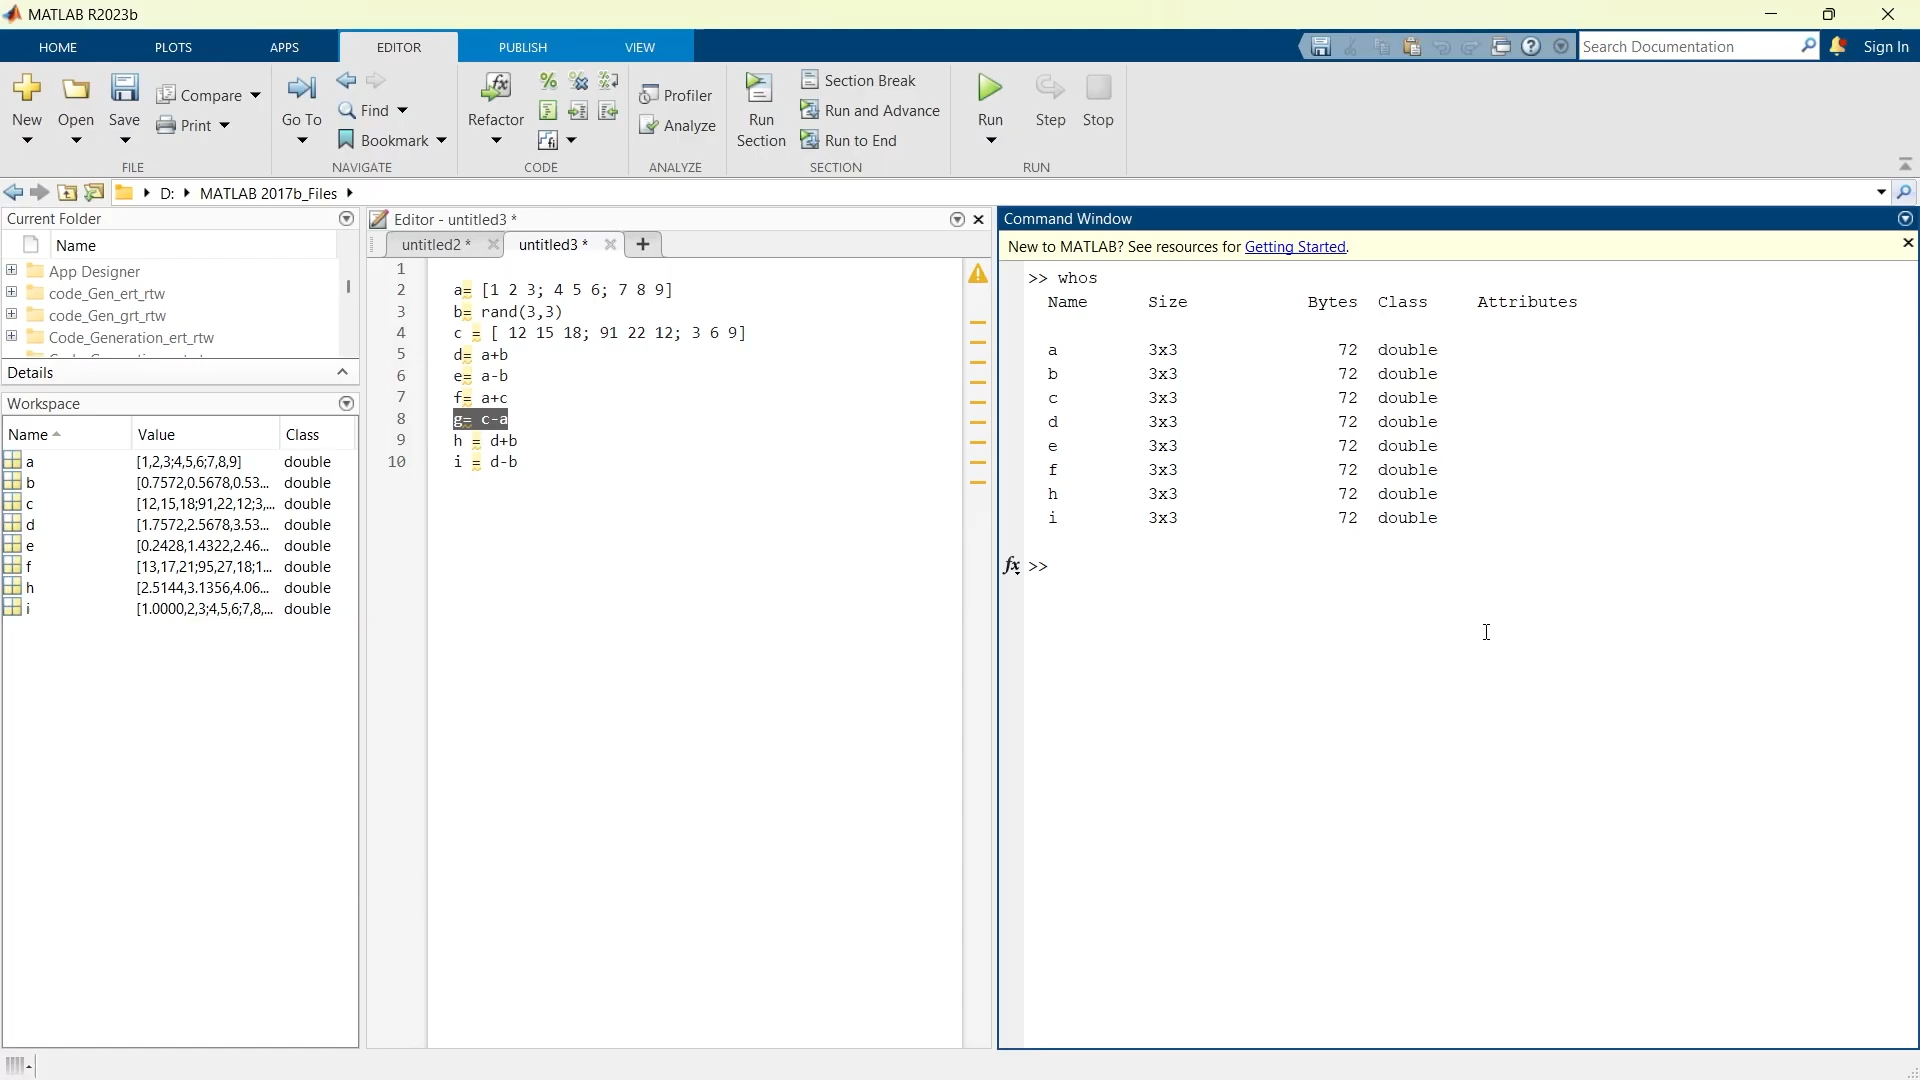 MATLAB R2023b
HOME PLOTS APPS EDITOR PUBLISH VIEW Search Documentation Sign In
New Open Save Compare Print
Go To Find Bookmark
Refactor
Profiler Analyze
Run Section
Section Break
Run and Advance
Run to End
Run Step Stop
FILE NAVIGATE CODE ANALYZE SECTION RUN
D: MATLAB 2017b_Files
Current Folder
Name
App Designer
code_Gen_ert_rtw
code_Gen_grt_rtw
Code_Generation_ert_rtw
Details
Workspace
Name Value Class
a [1,2,3;4,5,6;7,8,9] double
b [0.7572,0.5678,0.53... double
c [12,15,18;91,22,12;3,... double
d [1.7572,2.5678,3.53... double
e [0.2428,1.4322,2.46... double
f [13,17,21;95,27,18;1... double
h [2.5144,3.1356,4.06... double
i [1.0000,2,3;4,5,6;7,8,... double
Editor - untitled3 *
untitled2 * untitled3 *
1
2 a= [1 2 3; 4 5 6; 7 8 9]
3 b= rand(3,3)
4 c = [ 12 15 18; 91 22 12; 3 6 9]
5 d= a+b
6 e= a-b
7 f= a+c
8 g= c-a
9 h = d+b
10 i = d-b
Command Window
New to MATLAB? See resources for Getting Started.
>> whos
Name Size Bytes Class Attributes
a 3x3 72 double
b 3x3 72 double
c 3x3 72 double
d 3x3 72 double
e 3x3 72 double
f 3x3 72 double
h 3x3 72 double
i 3x3 72 double
fx >>